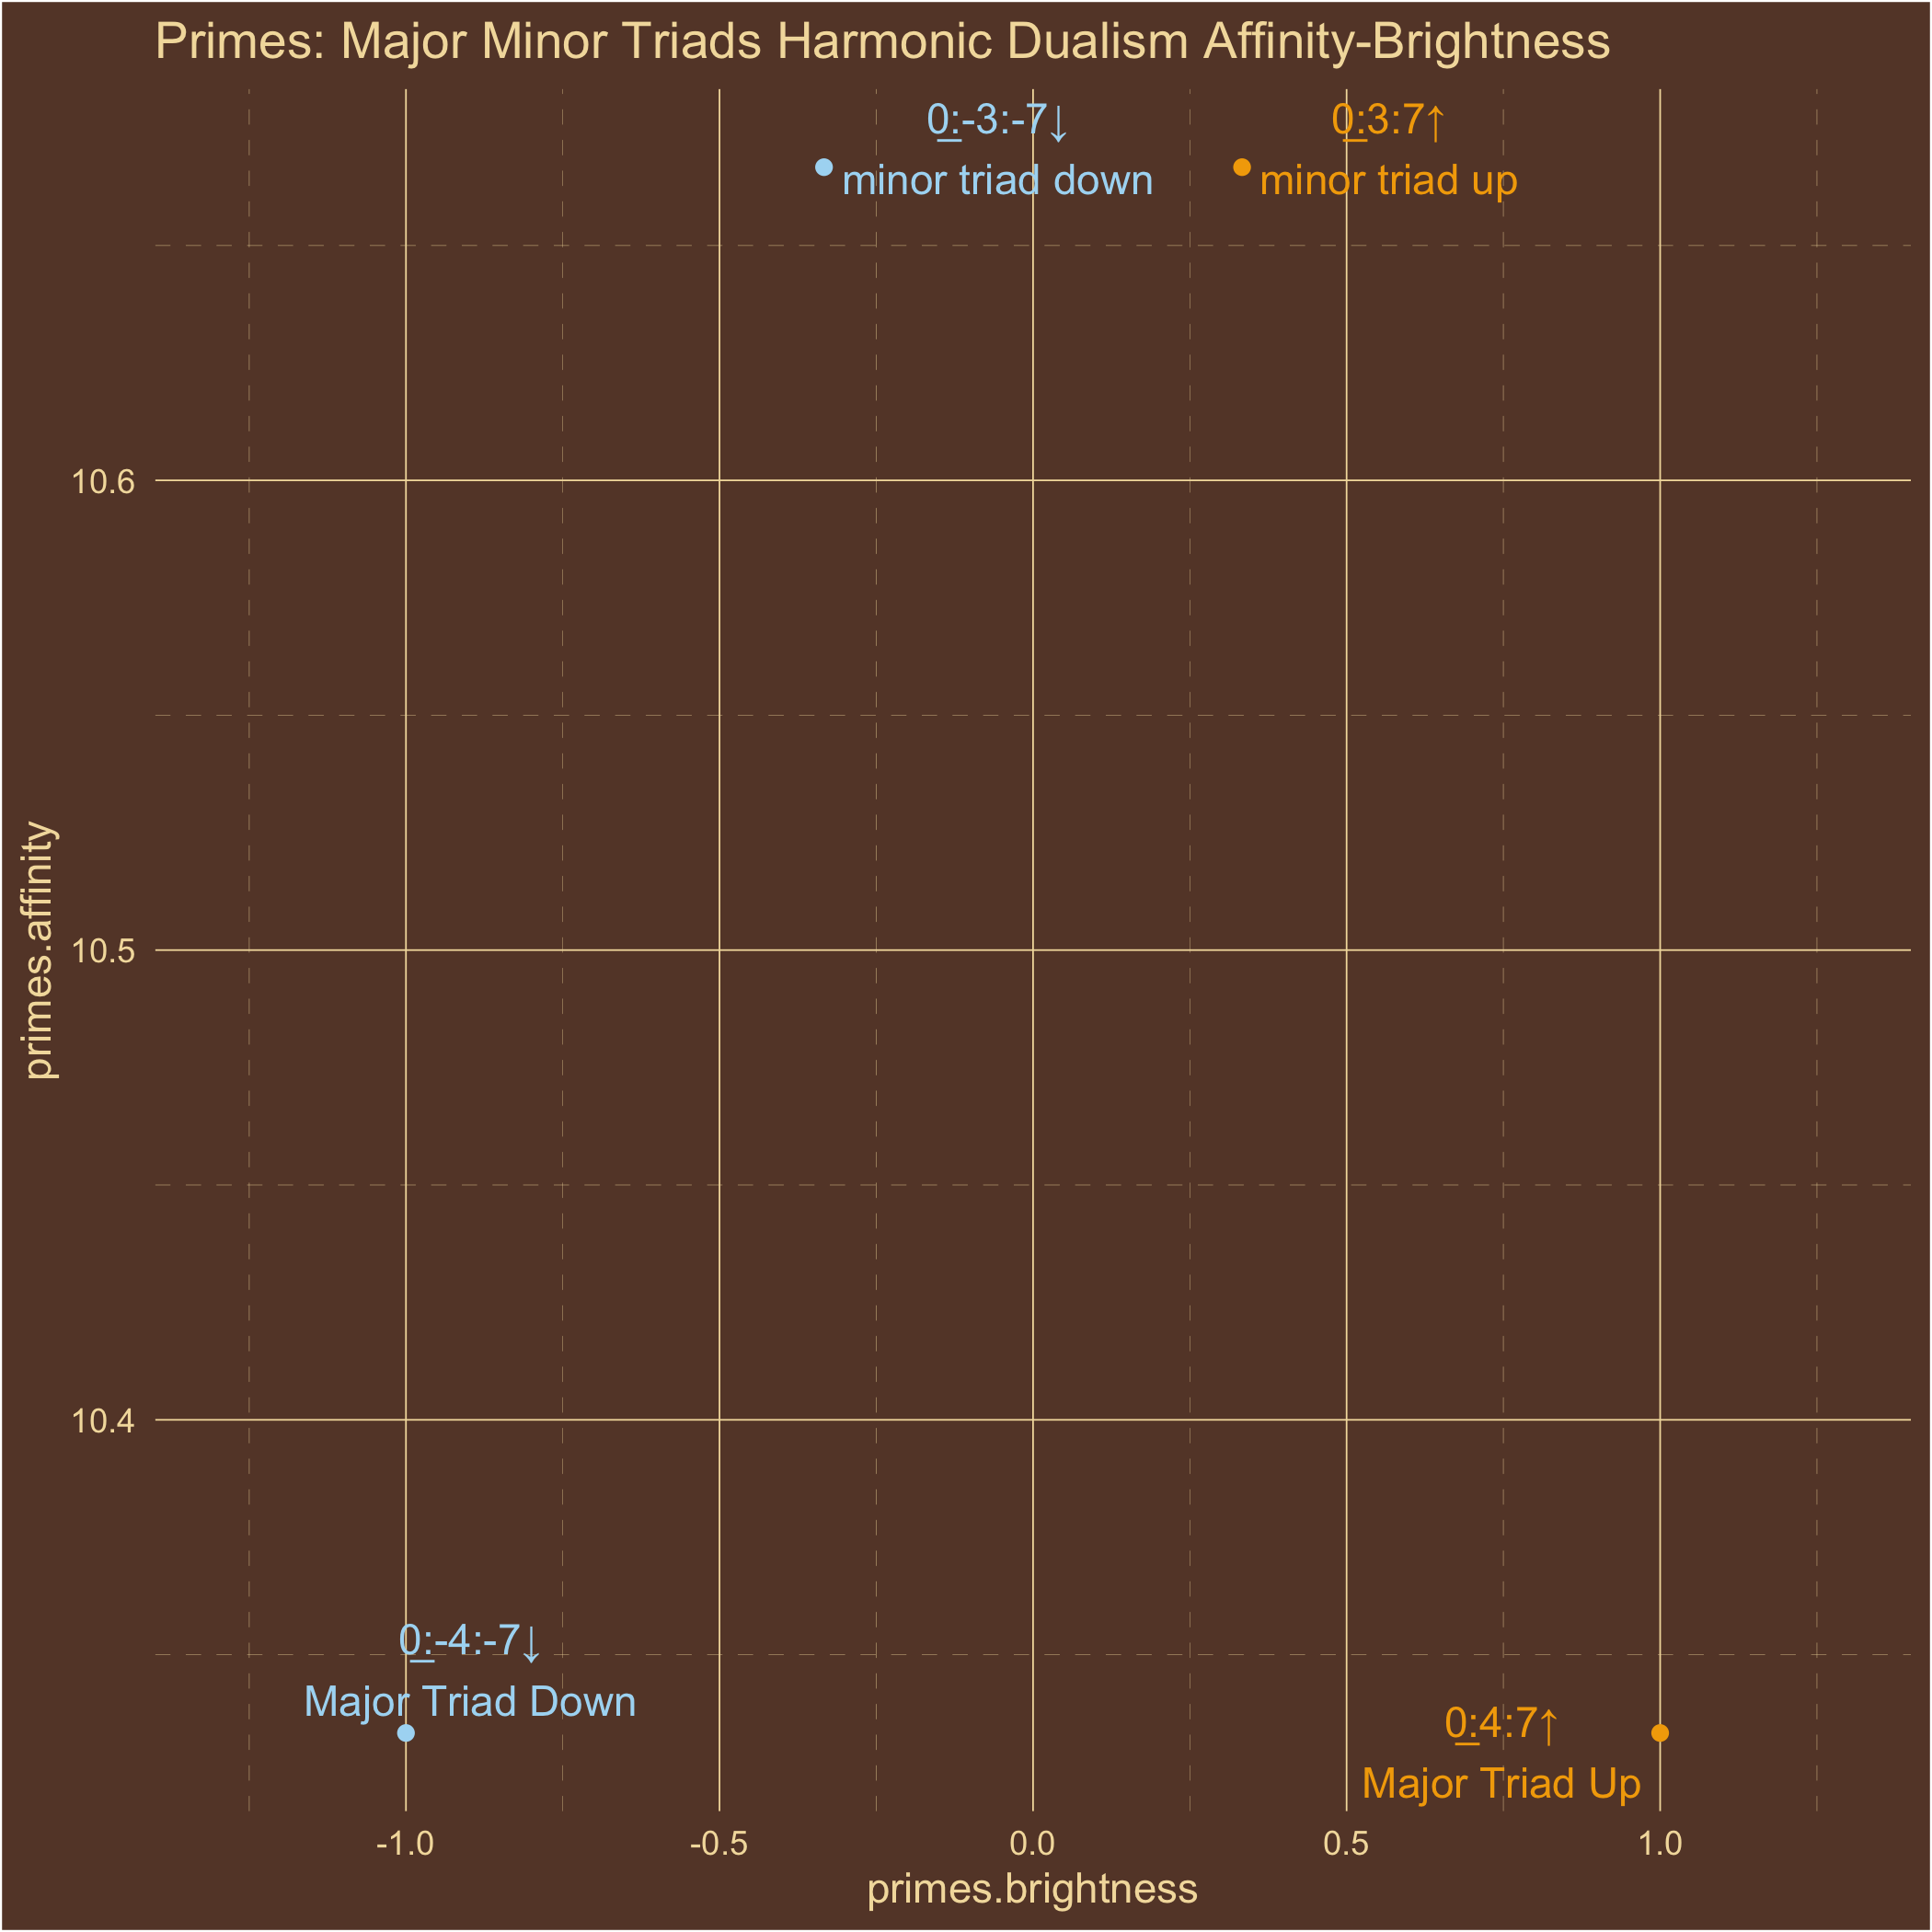 Primes: Major Minor Triads Harmonic Dualism Affinity-Brightness
0:-3:-7↓
minor triad down
0:3:7↑
minor triad up
10.6
10.5
primes.affinity
10.4
0:-4:-7↓
Major Triad Down
0:4:7↑
Major Triad Up
-1.0
-0.5
0.0
0.5
1.0
primes.brightness